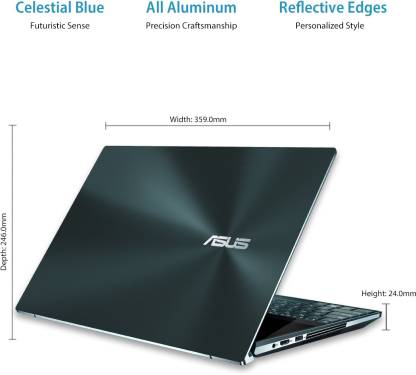 Celestial Blue All Aluminum Reflective Edges
Futuristic Sense Precision Craftsmanship Personalized Style
Width: 359.0mm
Depth: 246.0mm
ASUS
Height: 24.0mm